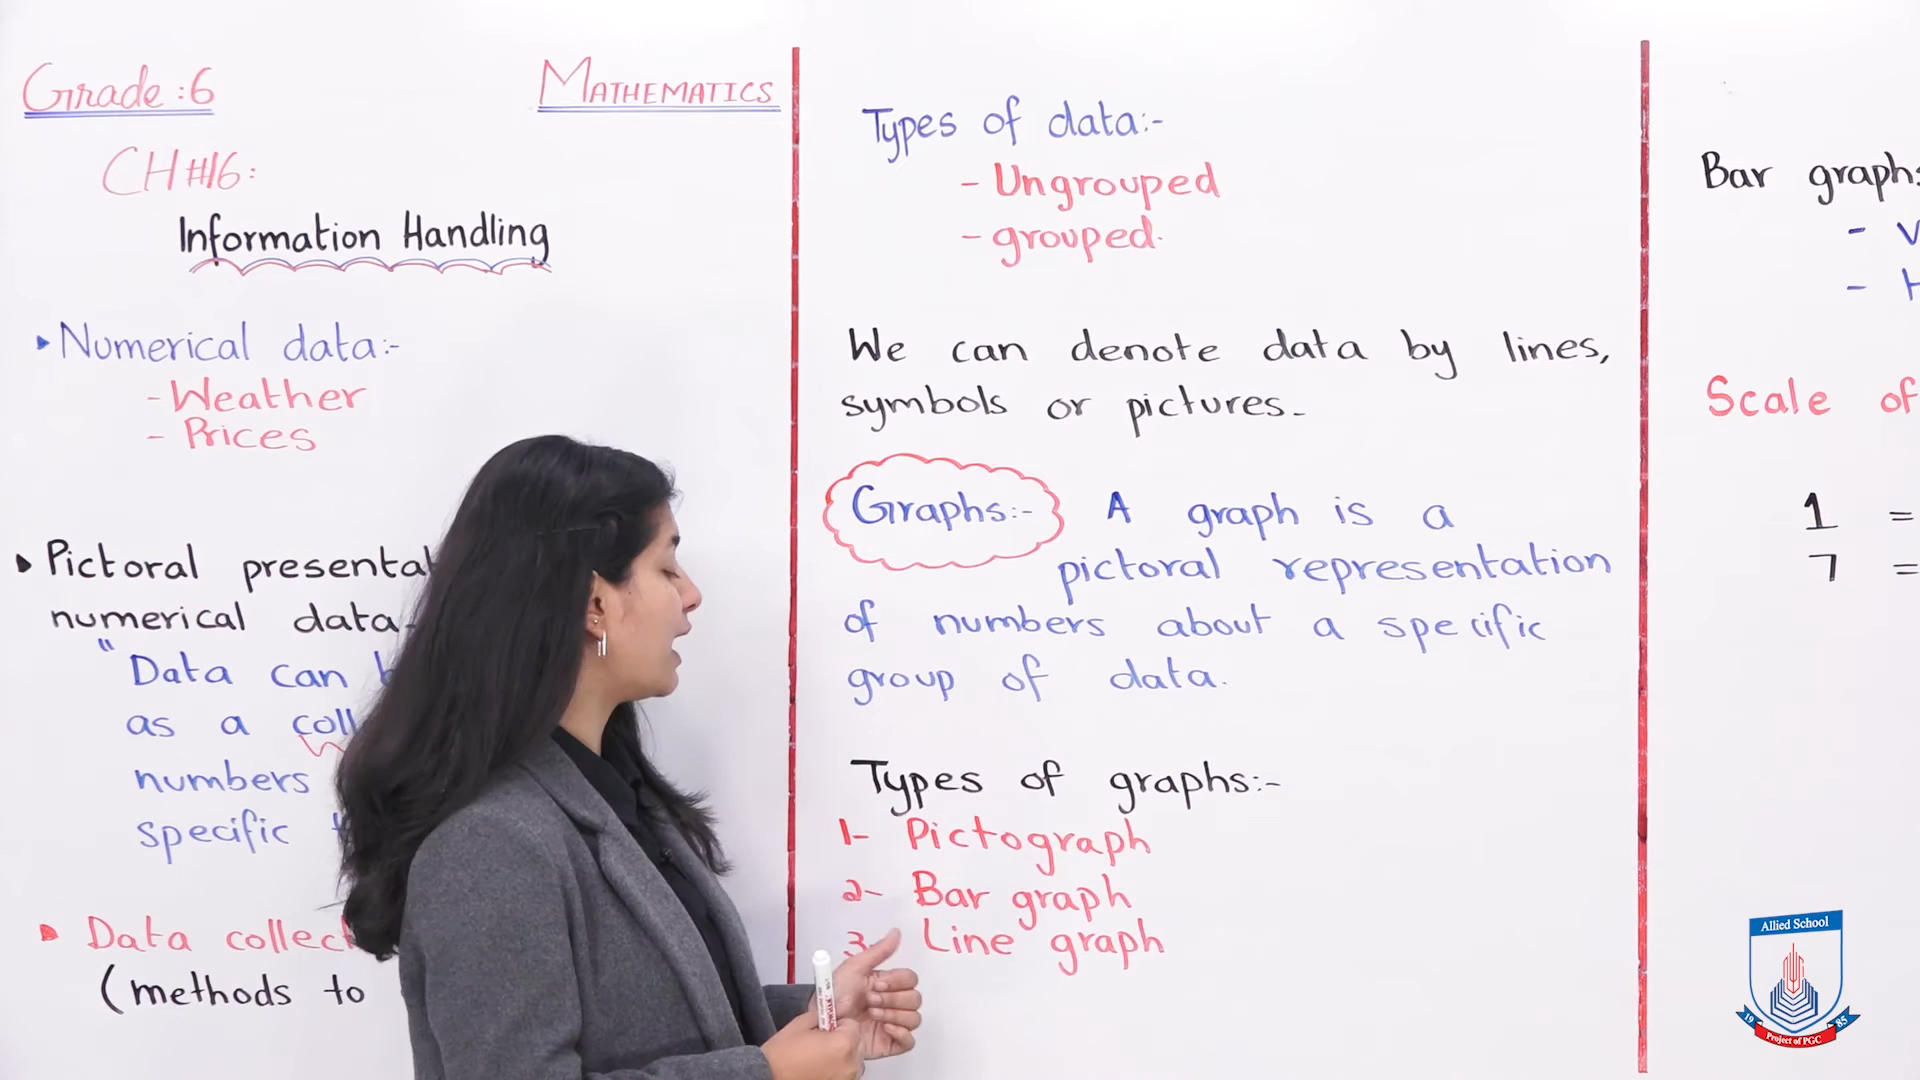 Grade:6
MATHEMATICS
CH#16:
Information Handling
Numerical data:-
- Weather
- Prices
Pictoral
numerical data-
"Data can
as a
numbers
specific
Data
(methods to
Types of data:-
- Ungrouped
- grouped.
We can denote data by lines,
symbols or pictures-
Graphs:- A graph is a
pictoral representation
of numbers about a specific
group of data.
Types of graphs:-
1- Pictograph
2- Bar graph
3- Line graph
Bar graph
Scale of
1 =
7 =
Allied School
1985
Project of PGC